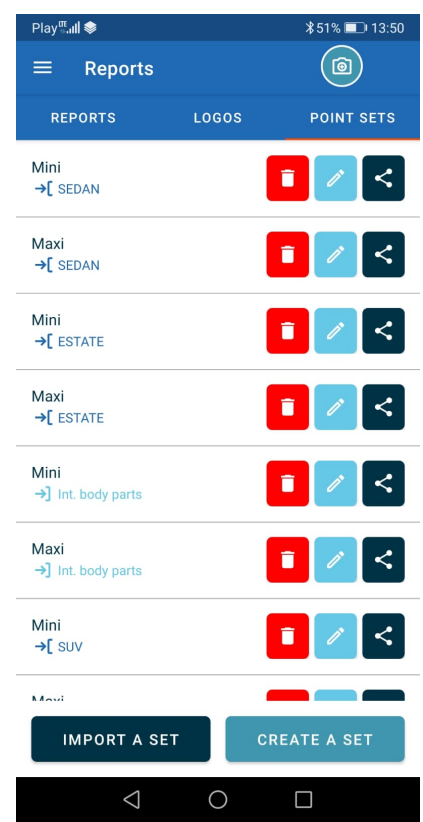 Play 51% 13:50
Reports
REPORTS LOGOS POINT SETS
Mini
SEDAN
Maxi
SEDAN
Mini
ESTATE
Maxi
ESTATE
Mini
Int. body parts
Maxi
Int. body parts
Mini
SUV
Maxi
IMPORT A SET CREATE A SET